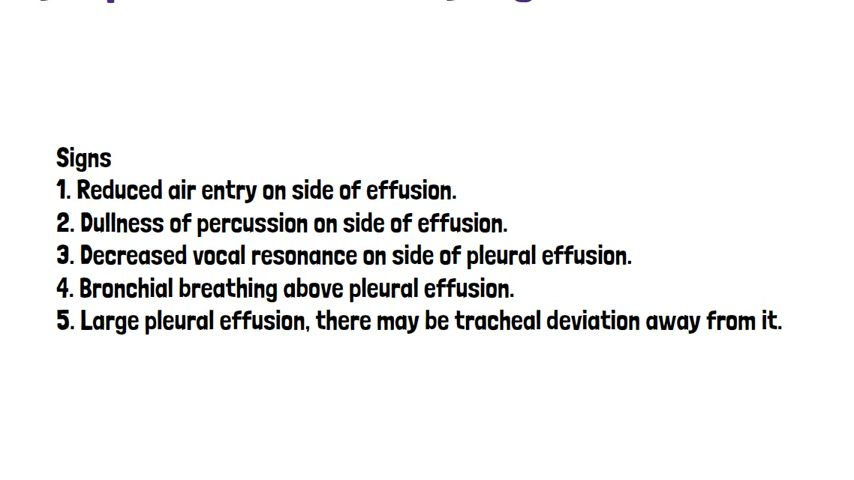 Signs
1. Reduced air entry on side of effusion.
2. Dullness of percussion on side of effusion.
3. Decreased vocal resonance on side of pleural effusion.
4. Bronchial breathing above pleural effusion.
5. Large pleural effusion, there may be tracheal deviation away from it.